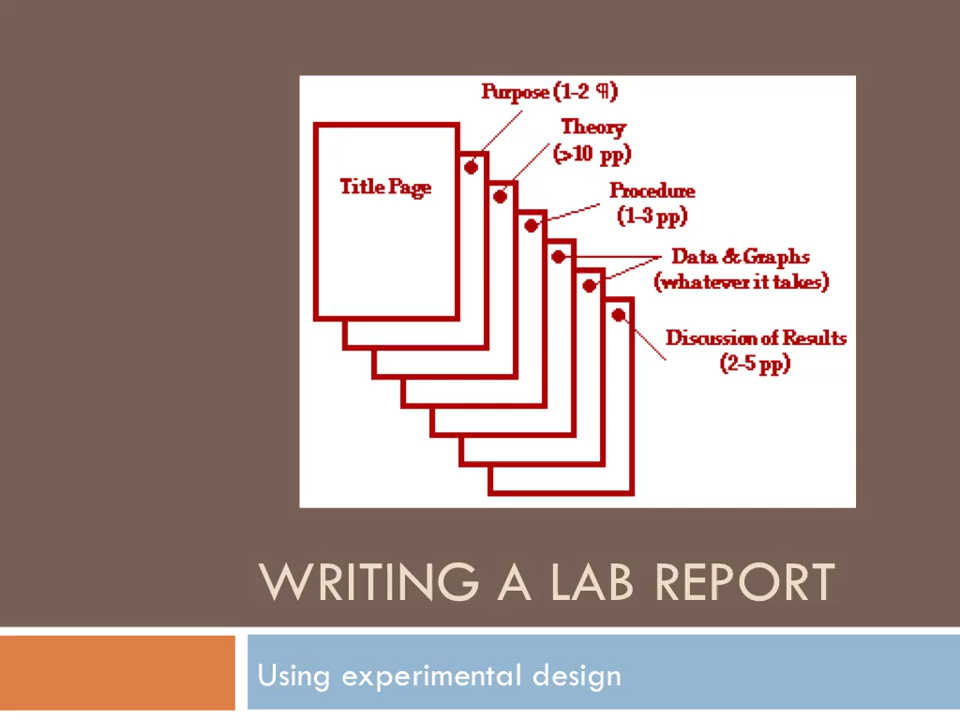 Purpose (1-2 ¶)
Theory
(>10 pp)
Title Page
Procedure
(1-3 pp)
Data & Graphs
(whatever it takes)
Discussion of Results
(2-5 pp)
WRITING A LAB REPORT
Using experimental design